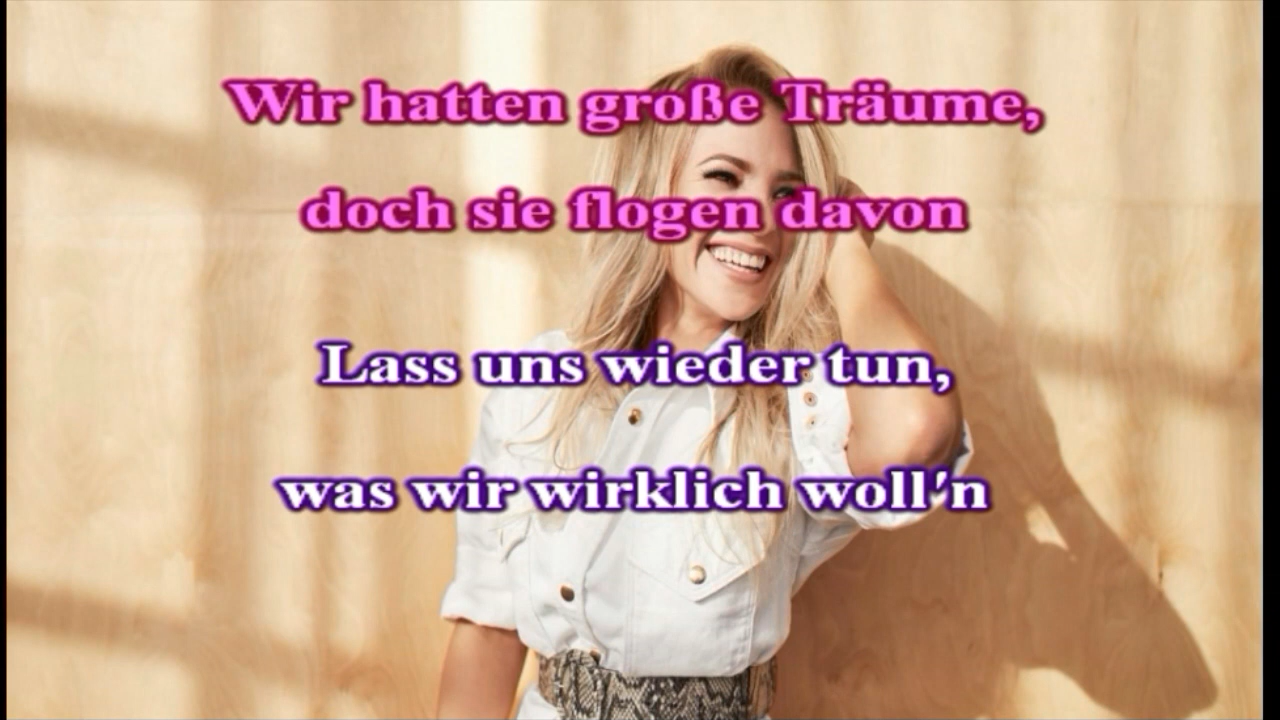 Wir hatten große Träume,
doch sie flogen davon
Lass uns wieder tun,
was wir wirklich woll'n